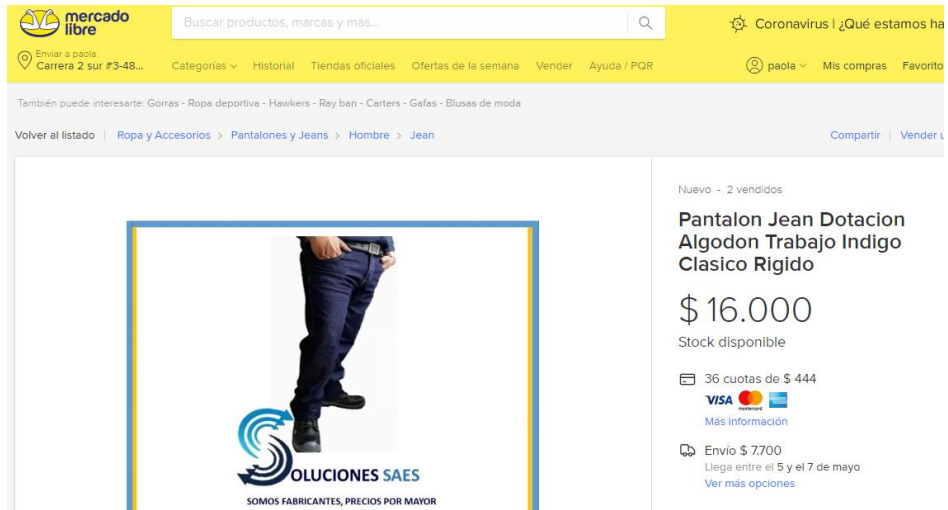 mercado
libre
Buscar productos, marcas y más...
Coronavirus | ¿Qué estamos ha
Enviar a paola
Carrera 2 sur #3-48...
Categorías Historial Tiendas oficiales Ofertas de la semana Vender Ayuda / PQR
paola Mis compras Favorito
También puede interesarte: Gorras - Ropa deportiva - Hawkers - Ray ban - Carters - Gafas - Blusas de moda
Volver al listado | Ropa y Accesorios > Pantalones y Jeans > Hombre > Jean
Compartir | Vender u
Nuevo - 2 vendidos
Pantalon Jean Dotacion
Algodon Trabajo Indigo
Clasico Rigido
$ 16.000
Stock disponible
36 cuotas de $ 444
VISA mastercard
Más información
Envío $ 7.700
Llega entre el 5 y el 7 de mayo
Ver más opciones
SOLUCIONES SAES
SOMOS FABRICANTES, PRECIOS POR MAYOR